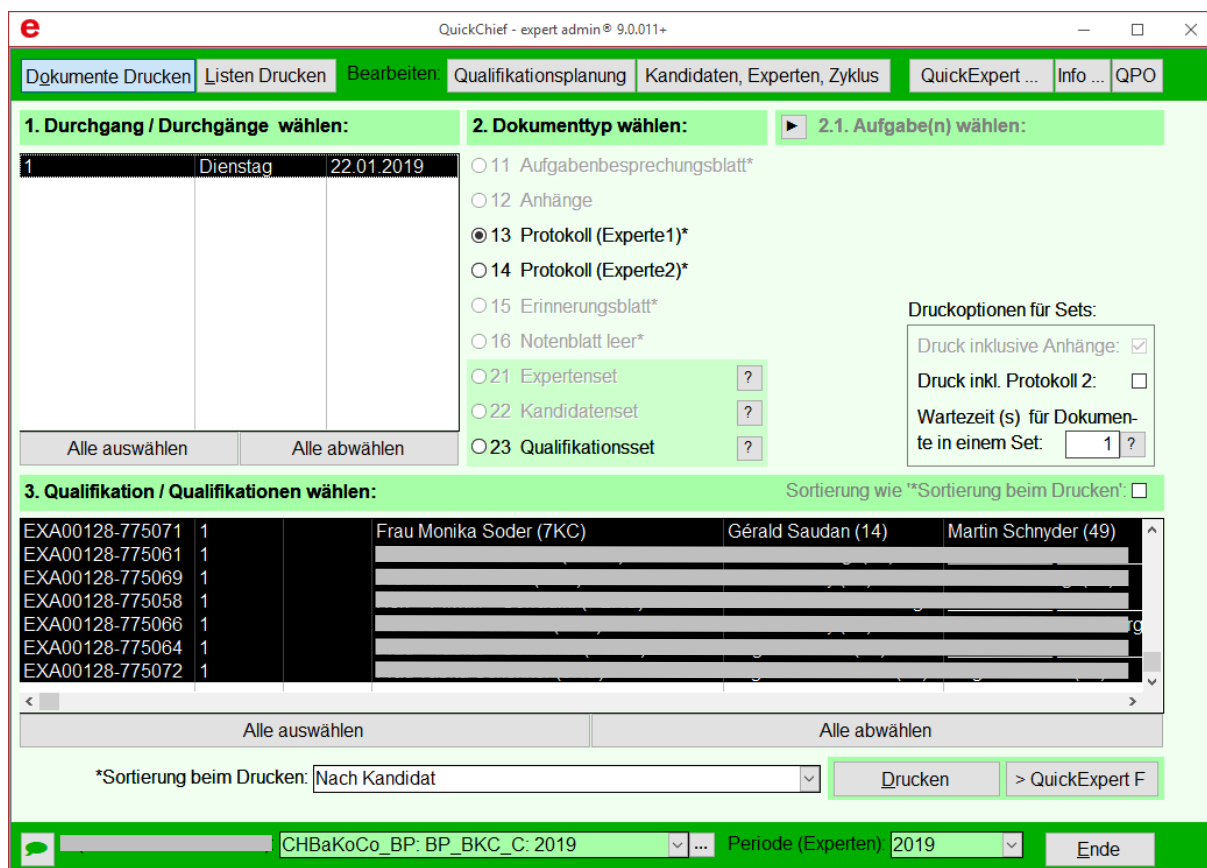 e QuickChief - expert admin® 9.0.011+
Dokumente Drucken Listen Drucken Bearbeiten: Qualifikationsplanung Kandidaten, Experten, Zyklus QuickExpert ... Info ... QPO
1. Durchgang / Durchgänge wählen: 2. Dokumenttyp wählen: 2.1. Aufgabe(n) wählen:
1 Dienstag 22.01.2019
11 Aufgabenbesprechungsblatt*
12 Anhänge
13 Protokoll (Experte1)*
14 Protokoll (Experte2)*
15 Erinnerungsblatt*
16 Notenblatt leer*
21 Expertenset ?
22 Kandidatenset ?
23 Qualifikationsset ?
Druckoptionen für Sets:
Druck inklusive Anhänge:
Druck inkl. Protokoll 2:
Wartezeit (s) für Dokumen-
te in einem Set: 1 ?
Alle auswählen Alle abwählen
3. Qualifikation / Qualifikationen wählen: Sortierung wie '*Sortierung beim Drucken':
EXA00128-775071 1 Frau Monika Soder (7KC) Gérald Saudan (14) Martin Schnyder (49)
EXA00128-775061 1
EXA00128-775069 1
EXA00128-775058 1
EXA00128-775066 1 rg
EXA00128-775064 1
EXA00128-775072 1
Alle auswählen Alle abwählen
*Sortierung beim Drucken: Nach Kandidat Drucken > QuickExpert F
CHBaKoCo_BP: BP_BKC_C: 2019 ... Periode (Experten): 2019 Ende